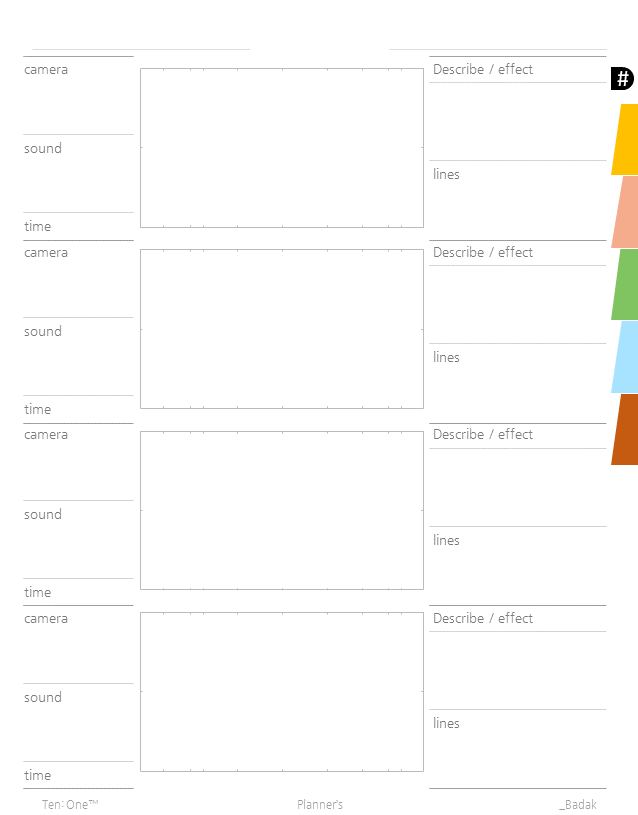 camera
Describe / effect
#
sound
lines
time
camera
Describe / effect
sound
lines
time
camera
Describe / effect
sound
lines
time
camera
Describe / effect
sound
lines
time
Ten:One™
Planner's
_Badak